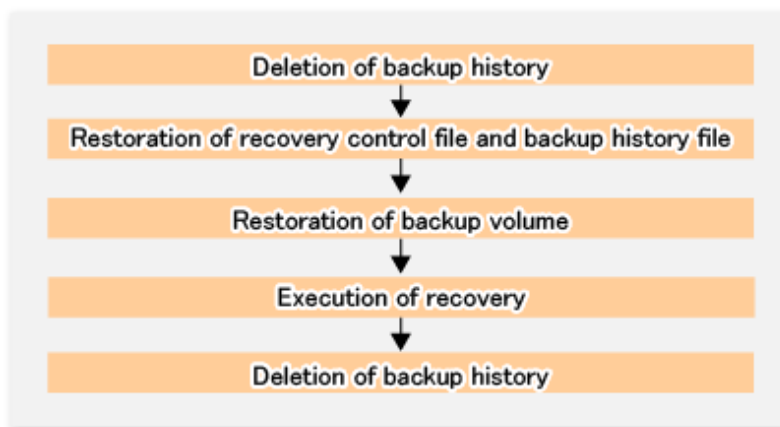 Deletion of backup history
Restoration of recovery control file and backup history file
Restoration of backup volume
Execution of recovery
Deletion of backup history